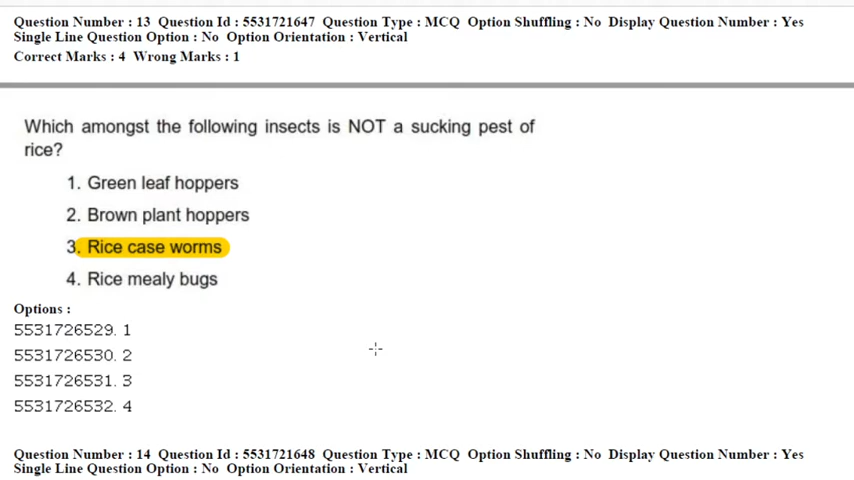 Question Number : 13 Question Id : 5531721647 Question Type : MCQ Option Shuffling : No Display Question Number : Yes
Single Line Question Option : No Option Orientation : Vertical
Correct Marks : 4 Wrong Marks : 1
Which amongst the following insects is NOT a sucking pest of
rice?
1. Green leaf hoppers
2. Brown plant hoppers
3. Rice case worms
4. Rice mealy bugs
Options :
5531726529. 1
5531726530. 2
5531726531. 3
5531726532. 4
Question Number : 14 Question Id : 5531721648 Question Type : MCQ Option Shuffling : No Display Question Number : Yes
Single Line Question Option : No Option Orientation : Vertical